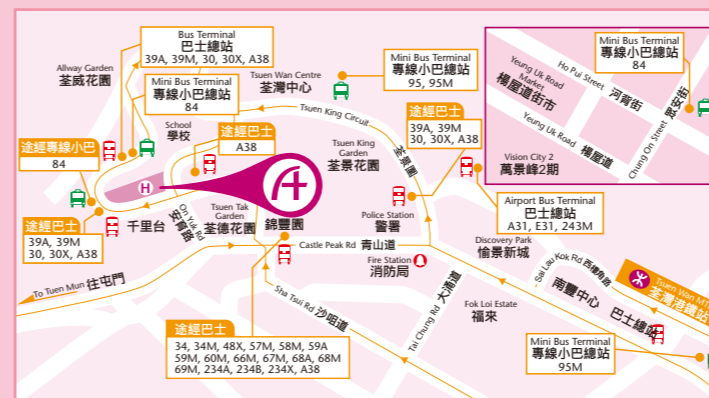 Bus Terminal
巴士總站
39A, 39M, 30, 30X, A38
Allway Garden
荃威花園
Mini Bus Terminal
專線小巴總站
84
Tsuen Wan Centre
荃灣中心
Mini Bus Terminal
專線小巴總站
95, 95M
Yeung Uk Road
Market
楊屋道街市
Ho Pui Street
河背街
Mini Bus Terminal
專線小巴總站
84
Yeung Uk Road
楊屋道
Chung On Street
眾安街
Vision City 2
萬景峰2期
School
學校
途經巴士
A38
Tsuen King Circuit
荃景圍
Tsuen King
Garden
荃景花園
途經巴士
39A, 39M
30, 30X, A38
途經專線小巴
84
H
途經巴士
39A, 39M
30, 30X, A38
千里台
On Yuk Rd
安育路
Tsuen Tak
Garden
荃德花園
錦豐園
Police Station
警署
Airport Bus Terminal
巴士總站
A31, E31, 243M
Castle Peak Rd 青山道
Fire Station
消防局
Discovery Park
愉景新城
Sai Lau Kok Rd 西樓角路
Tsuen Wan MT
荃灣港鐵站
To Tuen Mun 往屯門
Sha Tsui Rd 沙咀道
Tai Chung Rd 大涌道
Fok Loi Estate
福來
南豐中心
巴士總站
途經巴士
34, 34M, 48X, 57M, 58M, 59A
59M, 60M, 66M, 67M, 68A, 68M
69M, 234A, 234B, 234X, A38
Mini Bus Terminal
專線小巴總站
95M